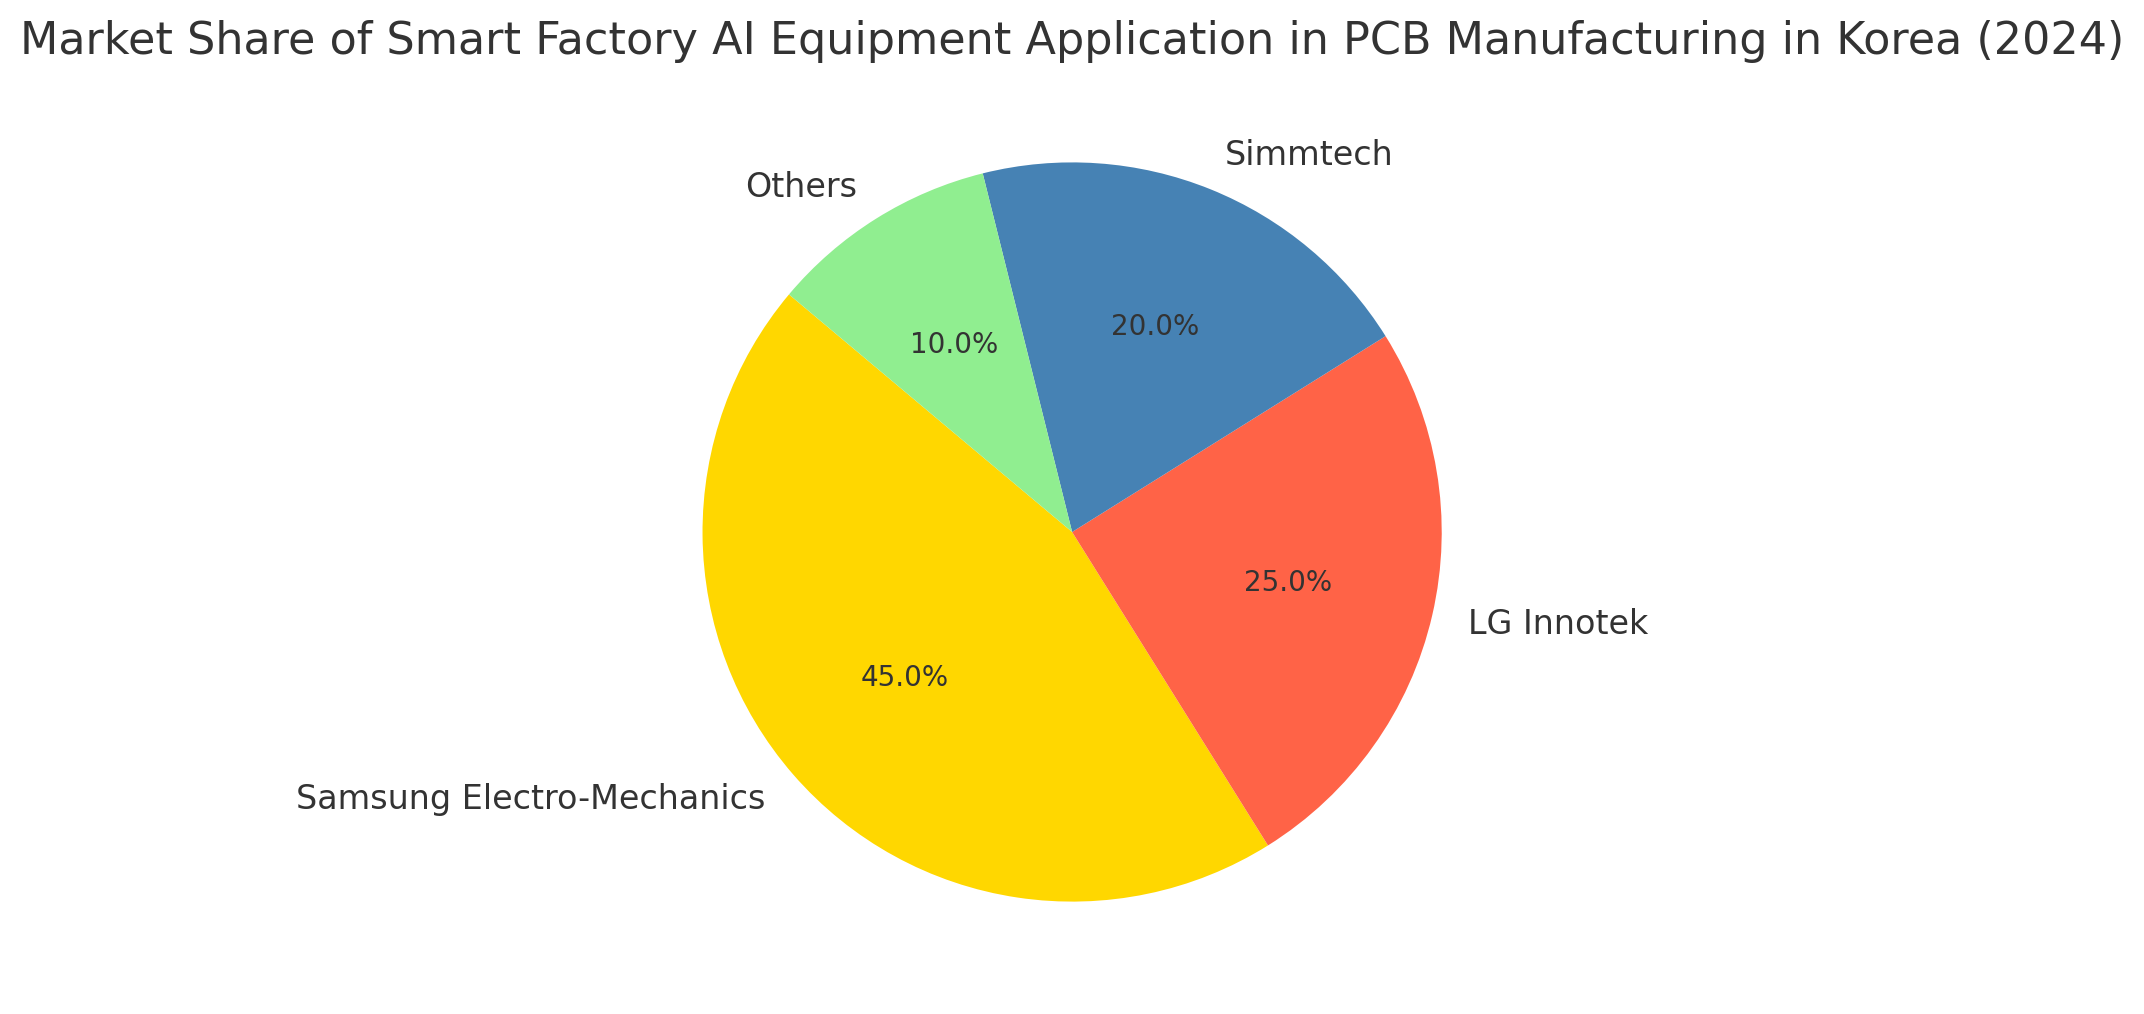 Market Share of Smart Factory AI Equipment Application in PCB Manufacturing in Korea (2024)
Simmtech
Others
20.0%
10.0%
25.0%
LG Innotek
45.0%
Samsung Electro-Mechanics